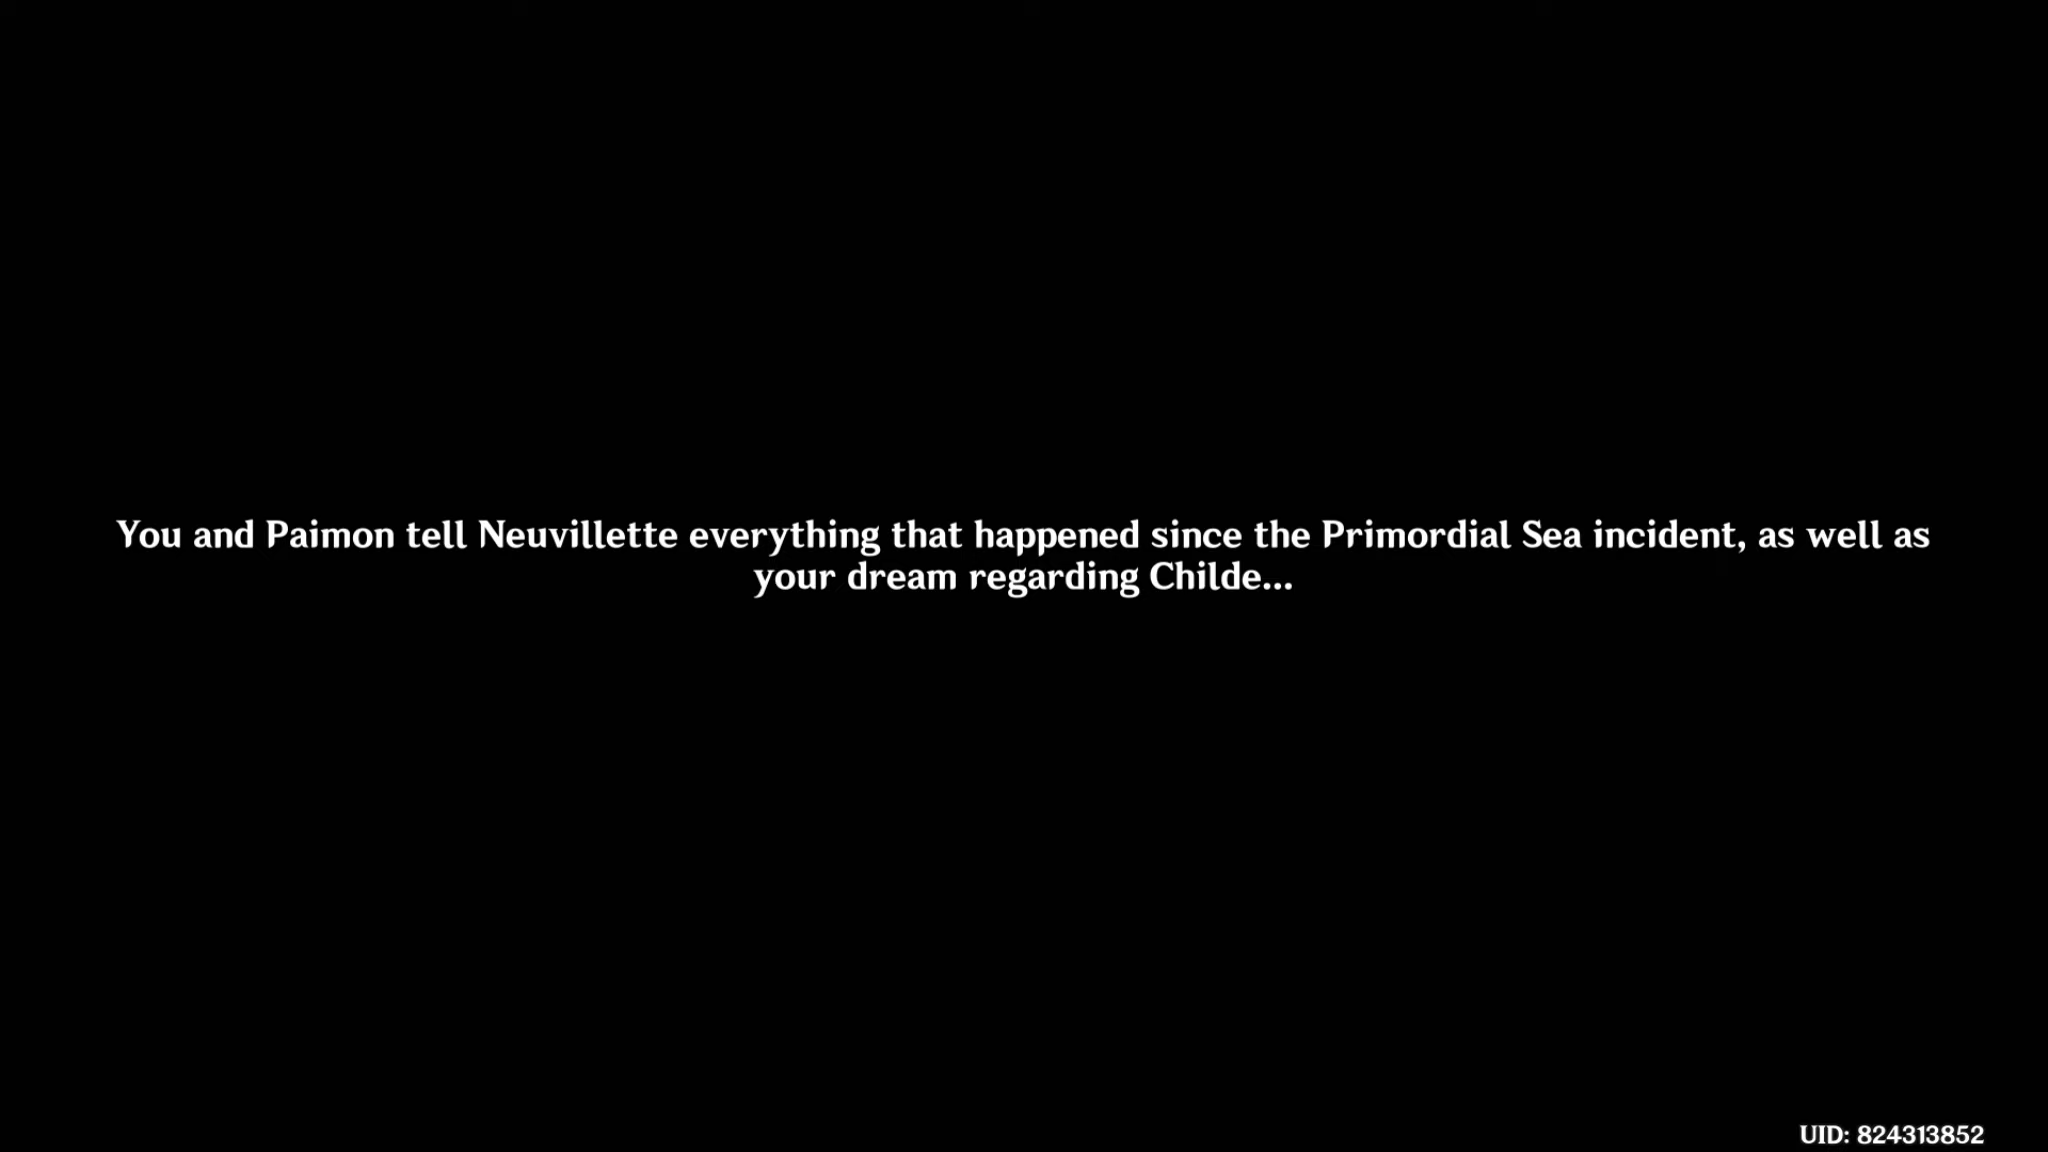 You and Paimon tell Neuvillette everything that happened since the Primordial Sea incident, as well as
your dream regarding Childe...
UID: 824313852